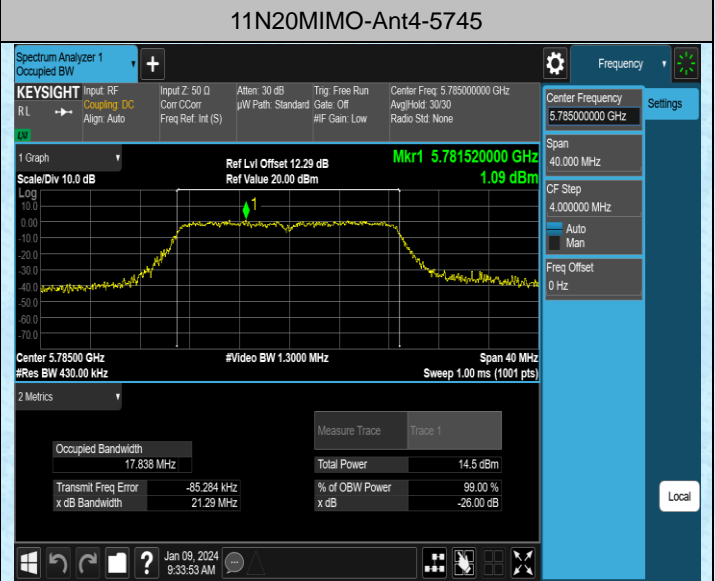 11N20MIMO-Ant4-5745
Spectrum Analyzer 1
Occupied BW
+
Frequency
KEYSIGHT
RL
LXI
Input: RF
Coupling: DC
Align: Auto
Input Z: 50 Ω
Corr CCorr
Freq Ref: Int (S)
Atten: 30 dB
µW Path: Standard
Trig: Free Run
Gate: Off
#IF Gain: Low
Center Freq: 5.785000000 GHz
Avg|Hold: 30/30
Radio Std: None
Center Frequency
5.785000000 GHz
Settings
Span
40.000 MHz
CF Step
4.000000 MHz
Auto
Man
Freq Offset
0 Hz
Local
1 Graph
Scale/Div 10.0 dB
Ref Lvl Offset 12.29 dB
Ref Value 20.00 dBm
Mkr1 5.781520000 GHz
1.09 dBm
Log
10.0
0.00
-10.0
-20.0
-30.0
-40.0
-50.0
-60.0
-70.0
1
Center 5.78500 GHz
#Res BW 430.00 kHz
#Video BW 1.3000 MHz
Span 40 MHz
Sweep 1.00 ms (1001 pts)
2 Metrics
Measure Trace Trace 1
Occupied Bandwidth
17.838 MHz
Total Power 14.5 dBm
Transmit Freq Error -85.284 kHz
% of OBW Power 99.00 %
x dB Bandwidth 21.29 MHz
x dB -26.00 dB
?
Jan 09, 2024
9:33:53 AM